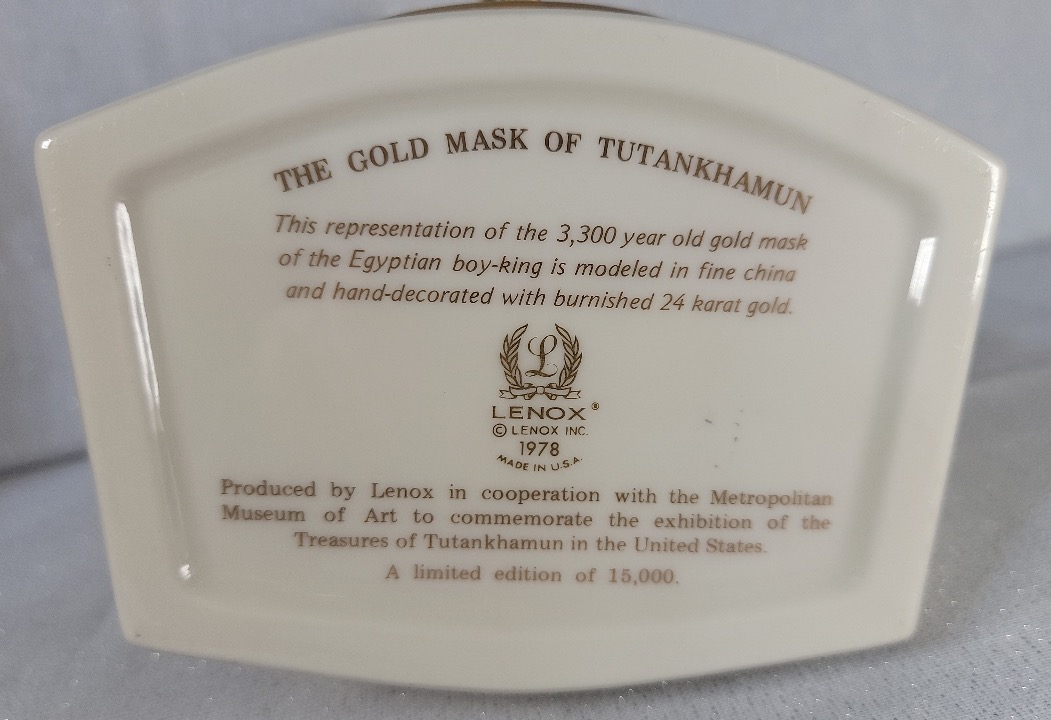 THE GOLD MASK OF TUTANKHAMUN
This representation of the 3,300 year old gold mask
of the Egyptian boy-king is modeled in fine china
and hand-decorated with burnished 24 karat gold.
L
LENOX®
© LENOX INC.
1978
MADE IN U.S.A.
Produced by Lenox in cooperation with the Metropolitan
Museum of Art to commemorate the exhibition of the
Treasures of Tutankhamun in the United States.
A limited edition of 15,000.